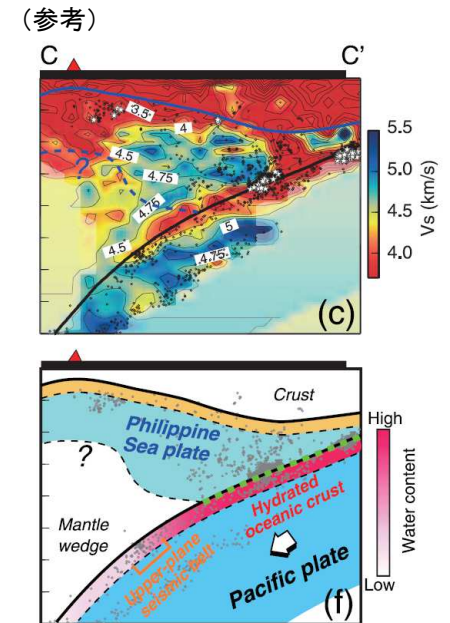 （参考）
C
C'
3.5
4
4.5
?
4.75
4.75
5
4.5
4.75
(c)
5.5
5.0
4.5
4.0
Vs (km/s)
Crust
Philippine
Sea plate
?
Mantle
wedge
Hydrated
oceanic crust
Upper-plane
seismic belt
Pacific plate
(f)
High
Low
Water content